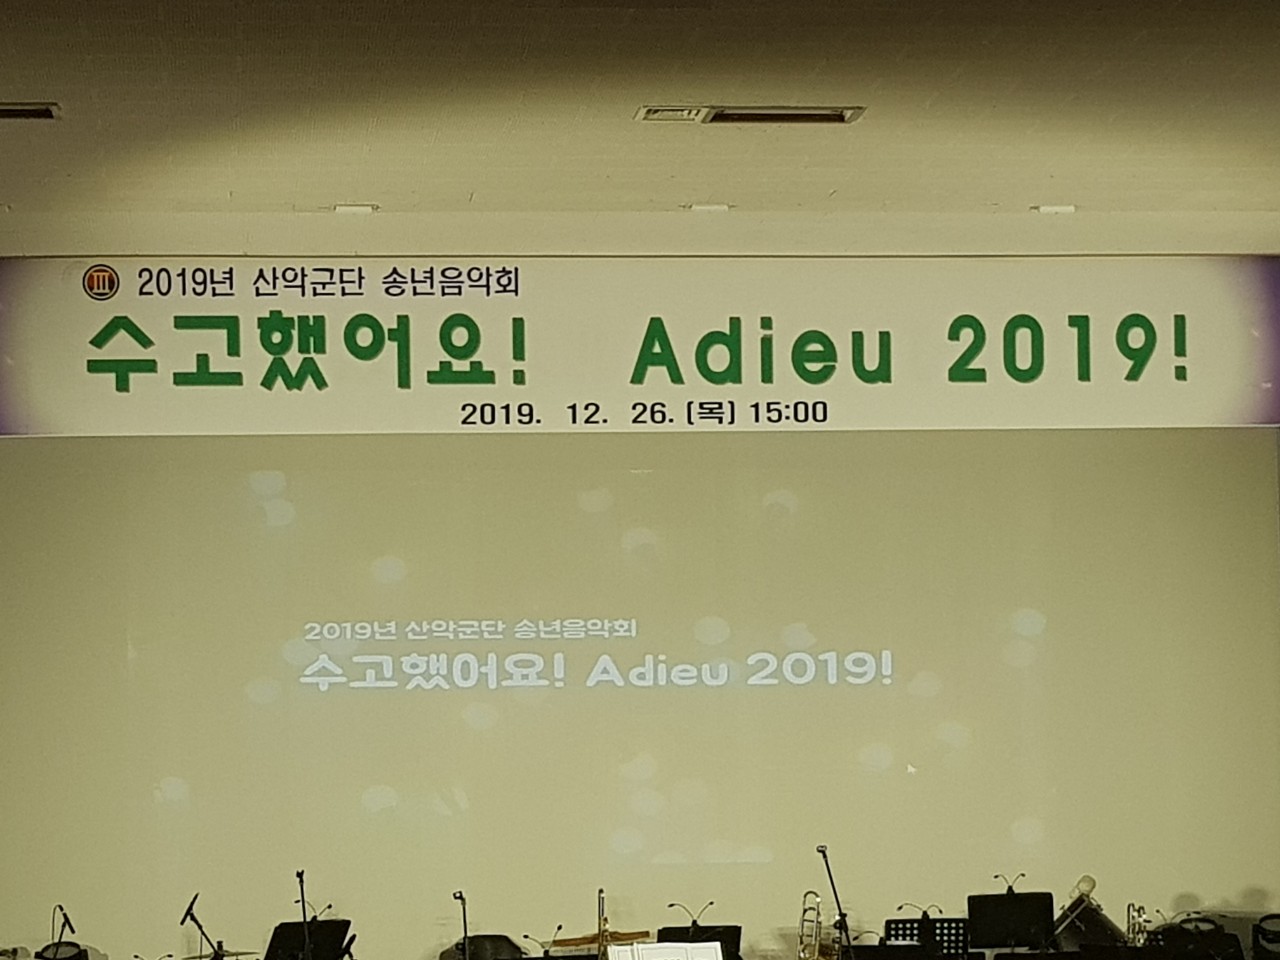 Ⅲ 2019년 산악군단 송년음악회
수고했어요! Adieu 2019!
2019. 12. 26. (목) 15:00
2019년 산악군단 송년음악회
수고했어요! Adieu 2019!